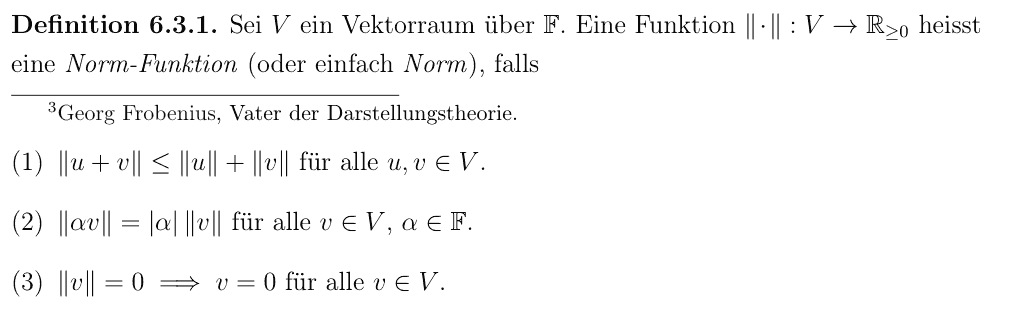 Definition 6.3.1. Sei V ein Vektorraum über 𝔽. Eine Funktion ‖·‖ : V → ℝ≥0 heisst
eine Norm-Funktion (oder einfach Norm), falls
³Georg Frobenius, Vater der Darstellungstheorie.
(1) ‖u + v‖ ≤ ‖u‖ + ‖v‖ für alle u, v ∈ V.
(2) ‖αv‖ = |α| ‖v‖ für alle v ∈ V, α ∈ 𝔽.
(3) ‖v‖ = 0 ⟹ v = 0 für alle v ∈ V.